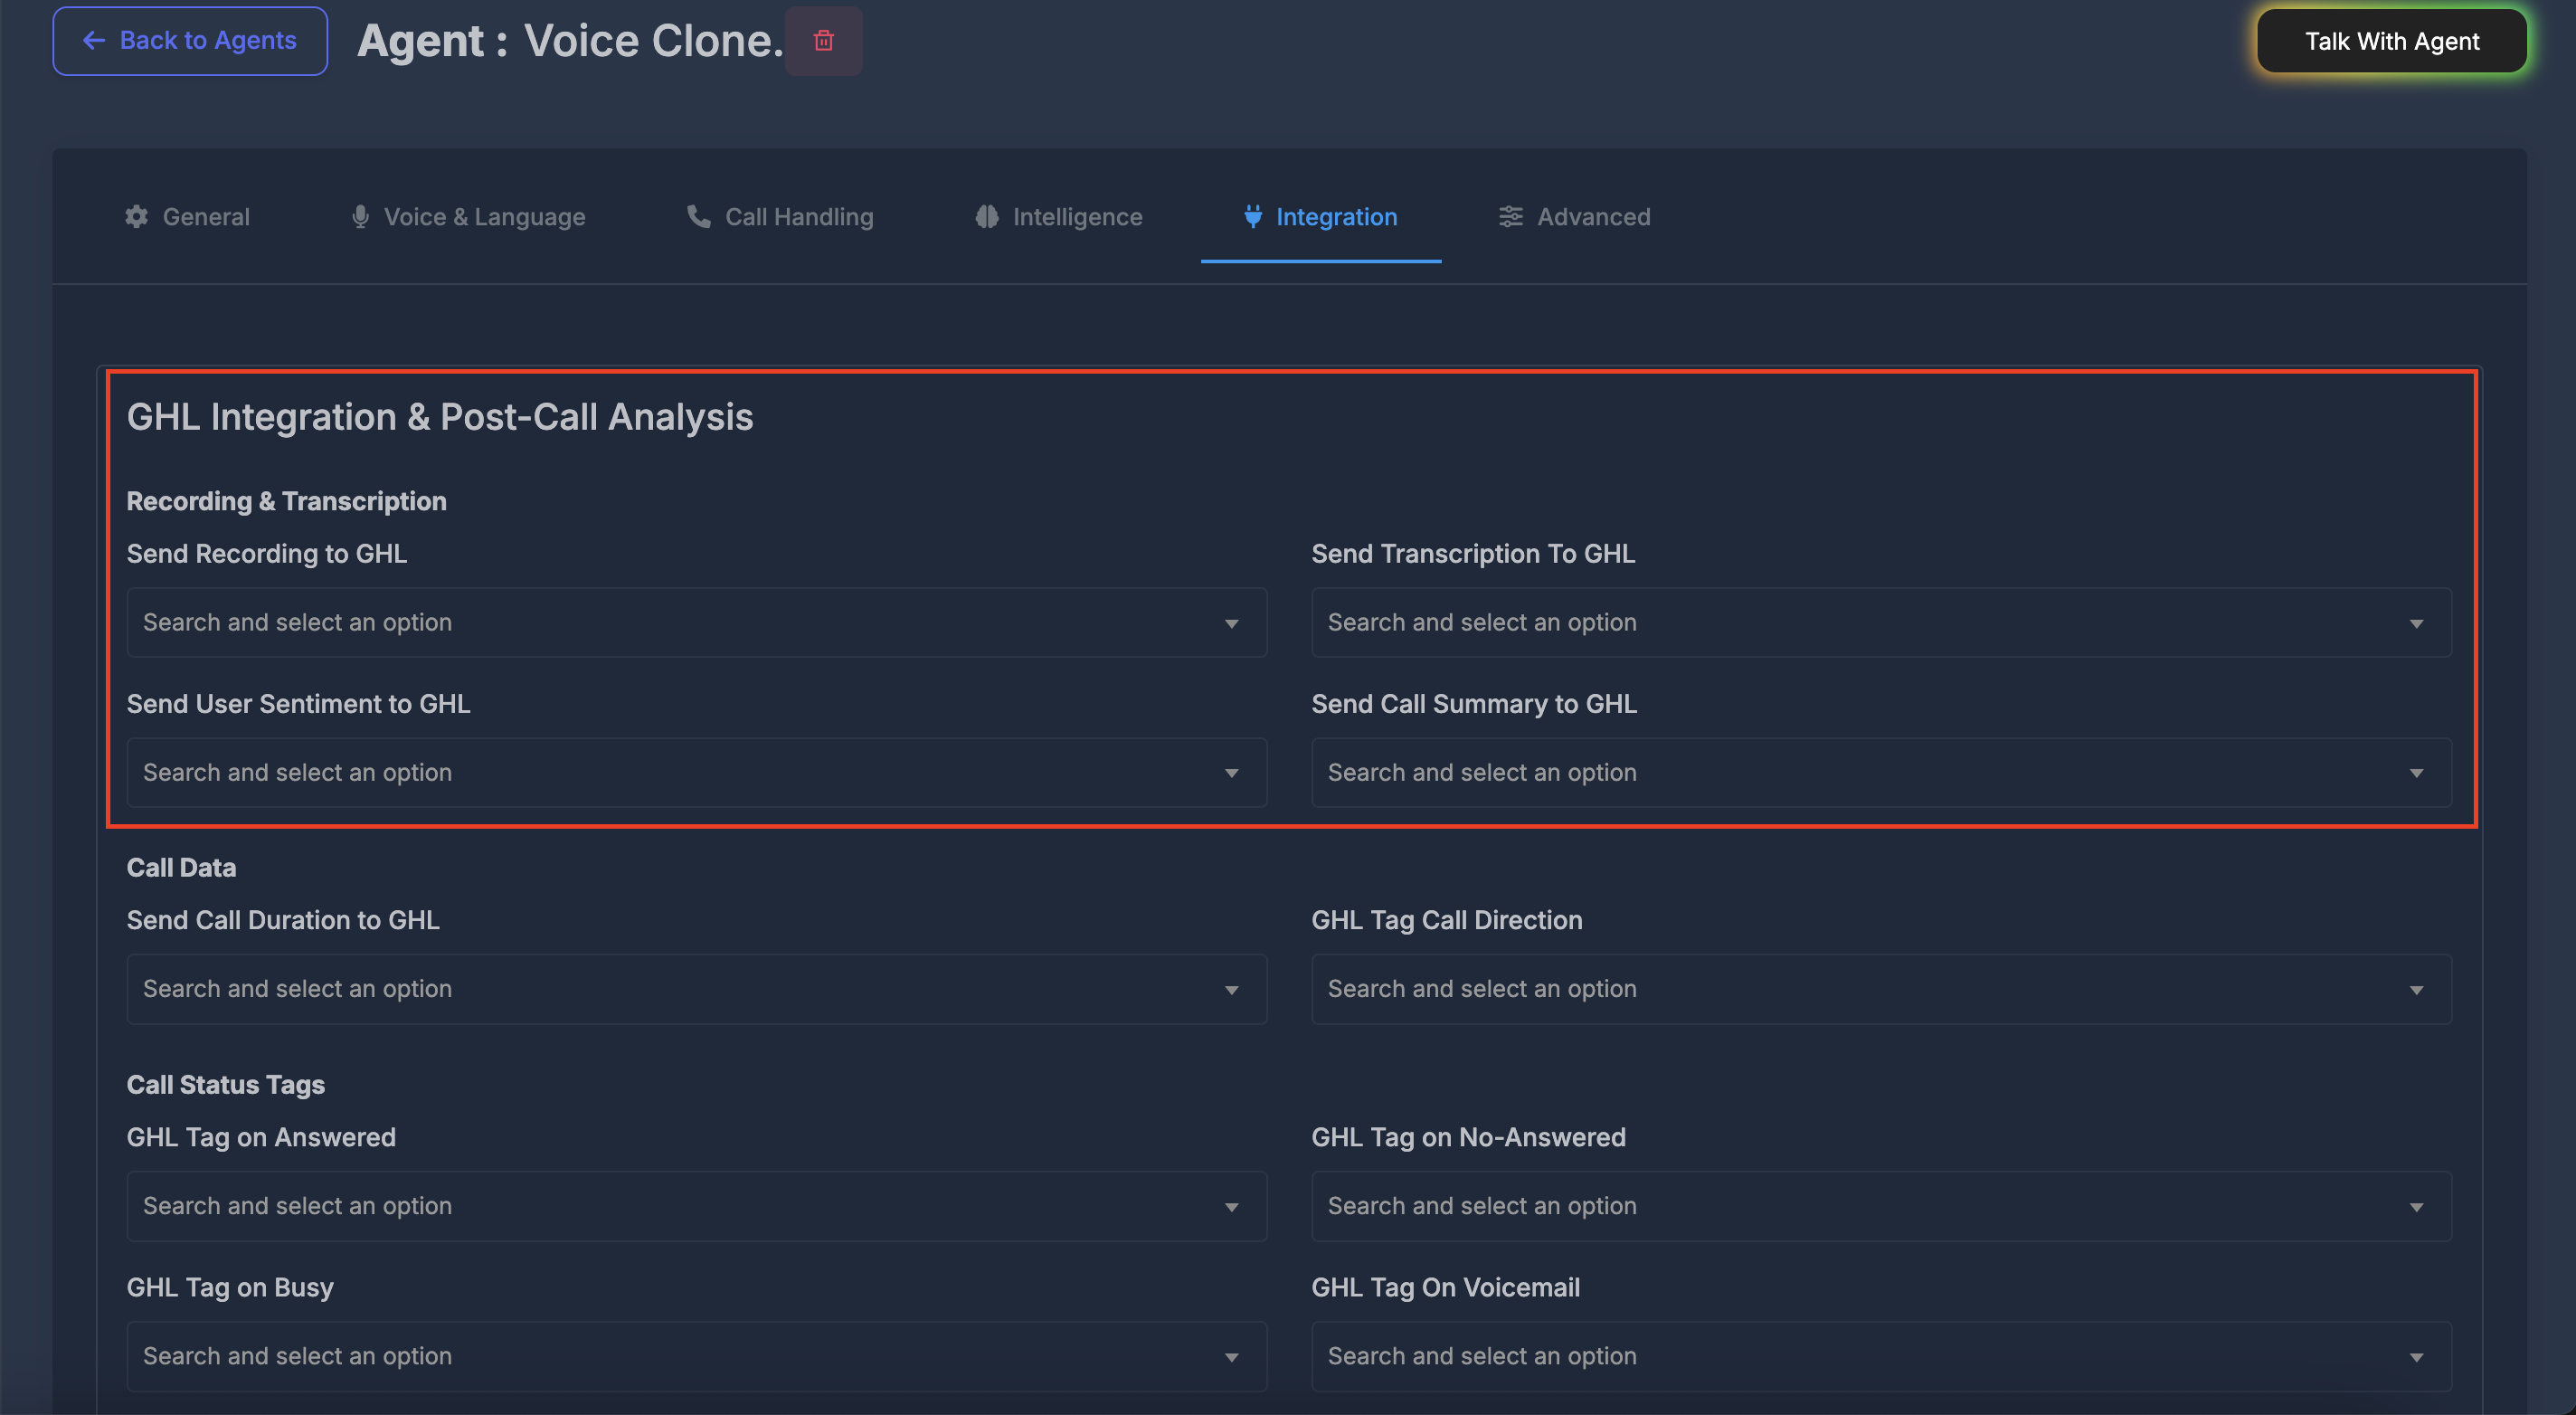 Back to Agents
Agent : Voice Clone.
Talk With Agent
General
Voice & Language
Call Handling
Intelligence
Integration
Advanced
GHL Integration & Post-Call Analysis
Recording & Transcription
Send Recording to GHL
Send Transcription To GHL
Search and select an option
Search and select an option
Send User Sentiment to GHL
Send Call Summary to GHL
Search and select an option
Search and select an option
Call Data
Send Call Duration to GHL
GHL Tag Call Direction
Search and select an option
Search and select an option
Call Status Tags
GHL Tag on Answered
GHL Tag on No-Answered
Search and select an option
Search and select an option
GHL Tag on Busy
GHL Tag On Voicemail
Search and select an option
Search and select an option